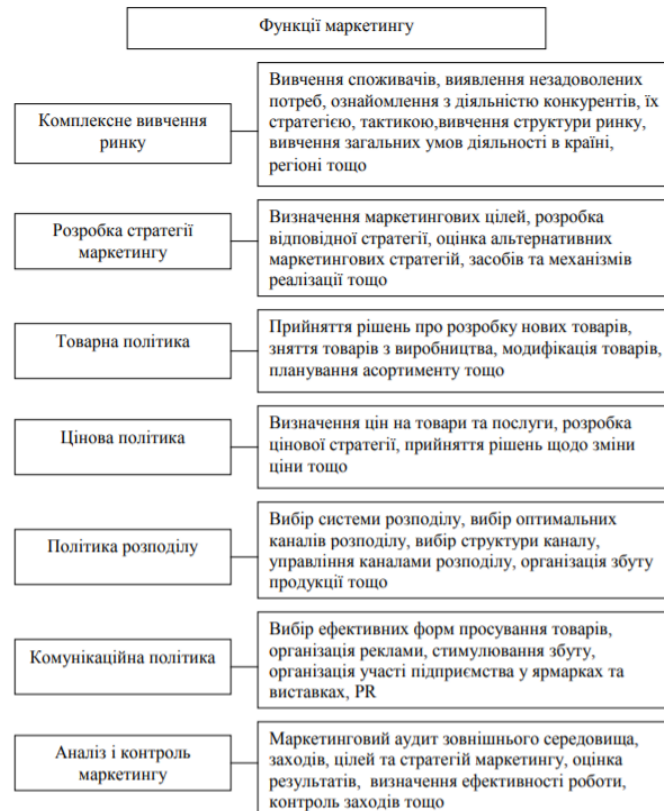 Функції маркетингу
Комплексне вивчення
ринку
Вивчення споживачів, виявлення незадоволених
потреб, ознайомлення з діяльністю конкурентів, їх
стратегією, тактикою,вивчення структури ринку,
вивчення загальних умов діяльності в країні,
регіоні тощо
Розробка стратегії
маркетингу
Визначення маркетингових цілей, розробка
відповідної стратегії, оцінка альтернативних
маркетингових стратегій, засобів та механізмів
реалізації тощо
Товарна політика
Прийняття рішень про розробку нових товарів,
зняття товарів з виробництва, модифікація товарів,
планування асортименту тощо
Цінова політика
Визначення цін на товари та послуги, розробка
цінової стратегії, прийняття рішень щодо зміни
ціни тощо
Політика розподілу
Вибір системи розподілу, вибір оптимальних
каналів розподілу, вибір структури каналу,
управління каналами розподілу, організація збуту
продукції тощо
Комунікаційна політика
Вибір ефективних форм просування товарів,
організація реклами, стимулювання збуту,
організація участі підприємства у ярмарках та
виставках, PR
Аналіз і контроль
маркетингу
Маркетинговий аудит зовнішнього середовища,
заходів, цілей та стратегій маркетингу, оцінка
результатів, визначення ефективності роботи,
контроль заходів тощо